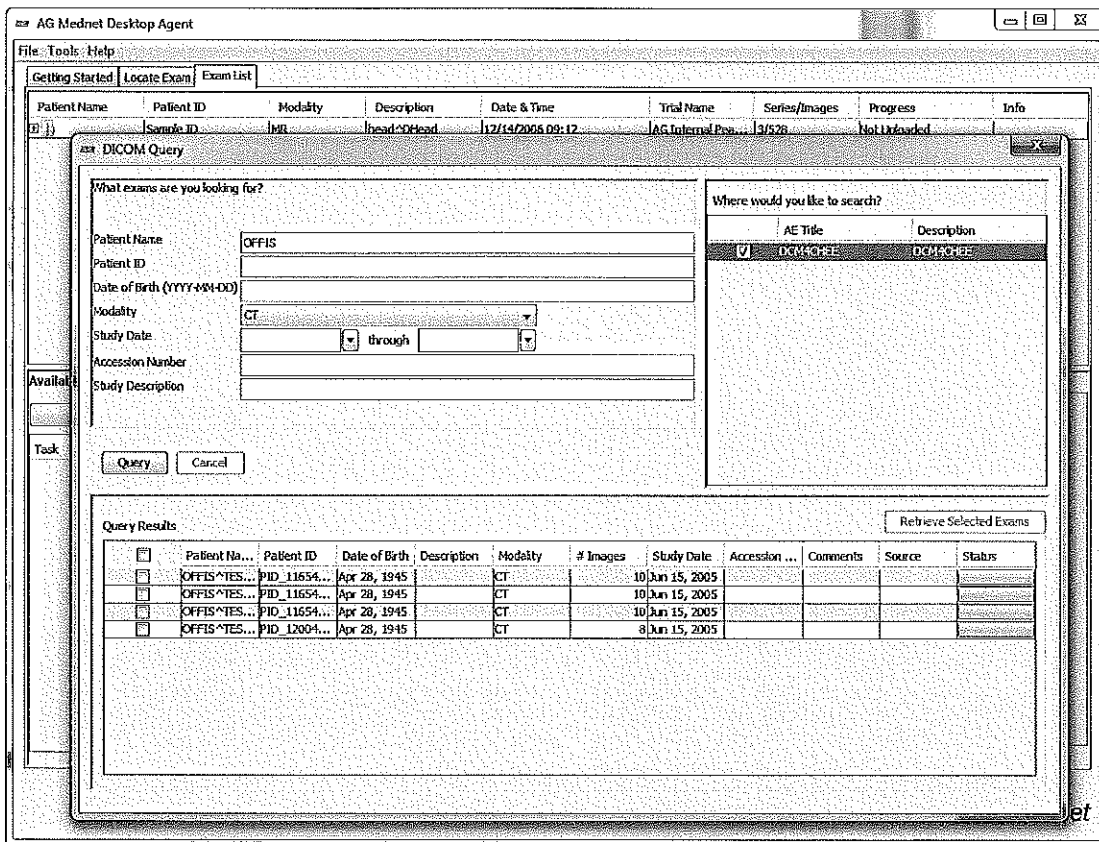 AG Mednet Desktop Agent
File Tools Help
Getting Started Locate Exam Exam List
Patient Name Patient ID Modality Description Date & Time Trial Name Series/Images Progress Info
Sample ID MR head^DHead 12/14/2006 09:12 AG Internal Pea... 3/528 Not Uploaded
DICOM Query
What exams are you looking for?
Where would you like to search?
AE Title Description
DCM4CHEE DCM4CHEE
Patient Name OFFIS
Patient ID
Date of Birth (YYYY-MM-DD)
Modality CT
Study Date through
Accession Number
Study Description
Task
Query Cancel
Query Results
Retrieve Selected Exams
Patient Na... Patient ID Date of Birth Description Modality # Images Study Date Accession ... Comments Source Status
OFFIS^TES... PID_11654... Apr 28, 1945 CT 10 Jun 15, 2005
OFFIS^TES... PID_11654... Apr 28, 1945 CT 10 Jun 15, 2005
OFFIS^TES... PID_11654... Apr 28, 1945 CT 10 Jun 15, 2005
OFFIS^TES... PID_12004... Apr 28, 1945 CT 8 Jun 15, 2005
et